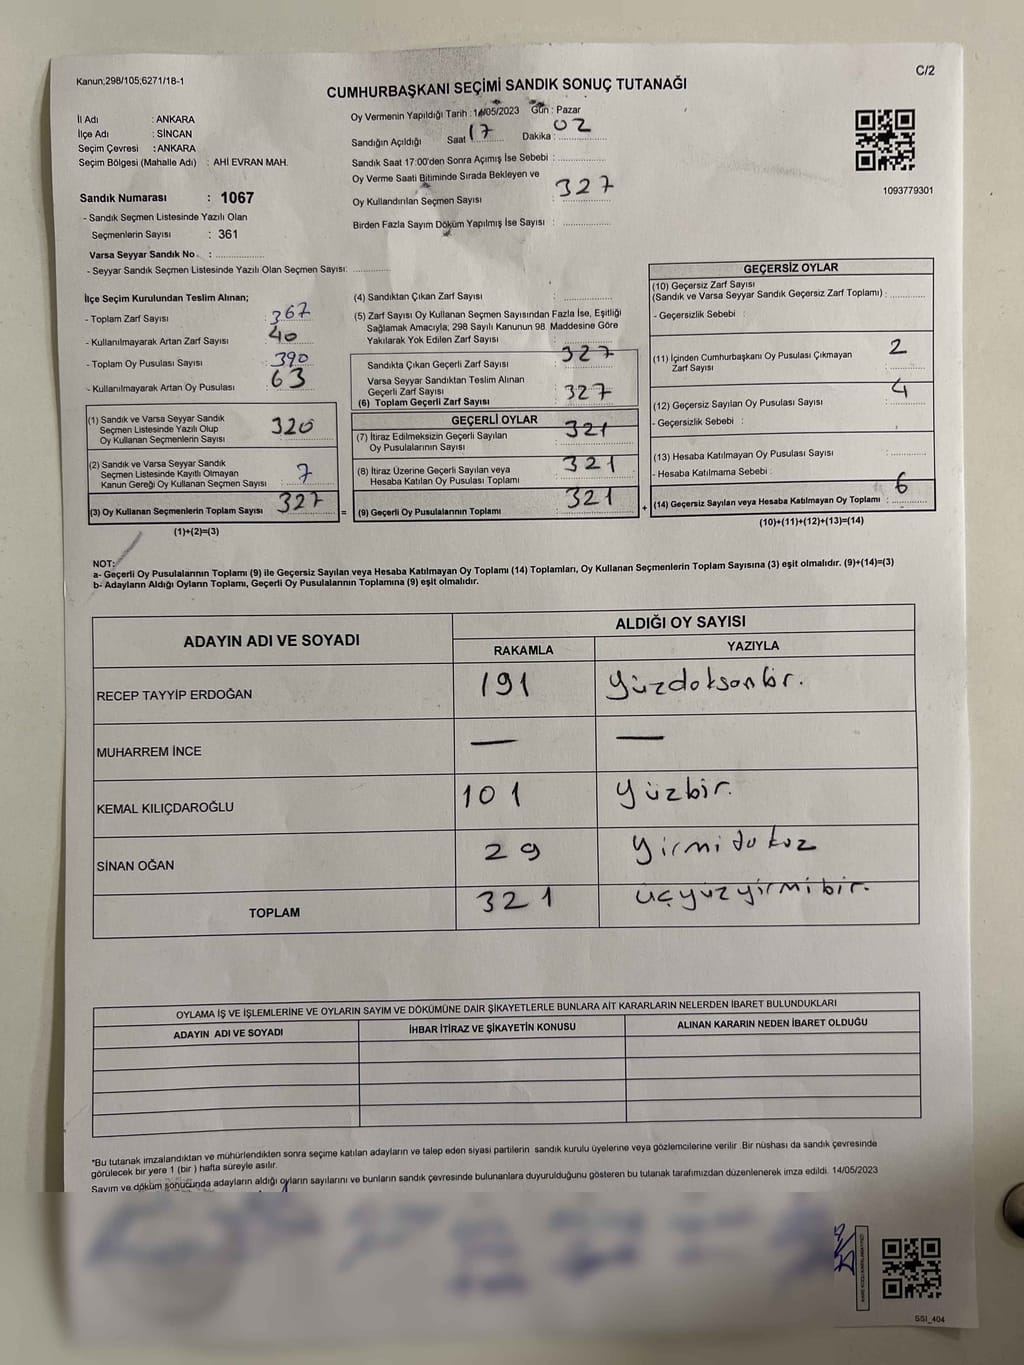 Kanun;298/105;6271/18-1
C/2
CUMHURBAŞKANI SEÇİMİ SANDIK SONUÇ TUTANAĞI
İl Adı : ANKARA
İlçe Adı : SİNCAN
Seçim Çevresi : ANKARA
Seçim Bölgesi (Mahalle Adı) : AHİ EVRAN MAH.
Sandık Numarası : 1067
- Sandık Seçmen Listesinde Yazılı Olan
Seçmenlerin Sayısı : 361
Varsa Seyyar Sandık No : ................
- Seyyar Sandık Seçmen Listesinde Yazılı Olan Seçmen Sayısı: ............
Oy Vermenin Yapıldığı Tarih : 14/05/2023 Gün : Pazar
Sandığın Açıldığı Saat 17 Dakika : 02
Sandık Saat 17:00'den Sonra Açımış İse Sebebi : ................
Oy Verme Saati Bitiminde Sırada Bekleyen ve
Oy Kullandırılan Seçmen Sayısı : 327
Birden Fazla Sayım Döküm Yapılmış İse Sayısı : ................
1093779301
İlçe Seçim Kurulundan Teslim Alınan;
- Toplam Zarf Sayısı : 367
- Kullanılmayarak Artan Zarf Sayısı : 40
- Toplam Oy Pusulası Sayısı : 390
- Kullanılmayarak Artan Oy Pusulası : 63
(1) Sandık ve Varsa Seyyar Sandık
Seçmen Listesinde Yazılı Olup
Oy Kullanan Seçmenlerin Sayısı : 320
(2) Sandık ve Varsa Seyyar Sandık
Seçmen Listesinde Kayıtlı Olmayan
Kanun Gereği Oy Kullanan Seçmen Sayısı : 7
(3) Oy Kullanan Seçmenlerin Toplam Sayısı : 327 =
(1)+(2)=(3)
(4) Sandıktan Çıkan Zarf Sayısı : ................
(5) Zarf Sayısı Oy Kullanan Seçmen Sayısından Fazla İse, Eşitliği
Sağlamak Amacıyla; 298 Sayılı Kanunun 98. Maddesine Göre
Yakılarak Yok Edilen Zarf Sayısı : ................
Sandıkta Çıkan Geçerli Zarf Sayısı : 327
Varsa Seyyar Sandıktan Teslim Alınan
Geçerli Zarf Sayısı
(6) Toplam Geçerli Zarf Sayısı : 327
GEÇERLİ OYLAR
(7) İtiraz Edilmeksizin Geçerli Sayılan
Oy Pusulalarının Sayısı : 321
(8) İtiraz Üzerine Geçerli Sayılan veya
Hesaba Katılan Oy Pusulası Toplamı : 321
(9) Geçerli Oy Pusulalarının Toplamı : 321 +
GEÇERSİZ OYLAR
(10) Geçersiz Zarf Sayısı
(Sandık ve Varsa Seyyar Sandık Geçersiz Zarf Toplamı) : ............
- Geçersizlik Sebebi :
(11) İçinden Cumhurbaşkanı Oy Pusulası Çıkmayan
Zarf Sayısı : 2
(12) Geçersiz Sayılan Oy Pusulası Sayısı : 4
- Geçersizlik Sebebi :
(13) Hesaba Katılmayan Oy Pusulası Sayısı : ............
- Hesaba Katılmama Sebebi :
(14) Geçersiz Sayılan veya Hesaba Katılmayan Oy Toplamı : 6
(10)+(11)+(12)+(13)=(14)
NOT:
a- Geçerli Oy Pusulalarının Toplamı (9) ile Geçersiz Sayılan veya Hesaba Katılmayan Oy Toplamı (14) Toplamları, Oy Kullanan Seçmenlerin Toplam Sayısına (3) eşit olmalıdır. (9)+(14)=(3)
b- Adayların Aldığı Oyların Toplamı, Geçerli Oy Pusulalarının Toplamına (9) eşit olmalıdır.
ADAYIN ADI VE SOYADI
ALDIĞI OY SAYISI
RAKAMLA YAZIYLA
RECEP TAYYİP ERDOĞAN 191 yüzdoksanbir.
MUHARREM İNCE — —
KEMAL KILIÇDAROĞLU 101 yüzbir.
SİNAN OĞAN 29 yirmidokuz
TOPLAM 321 üçyüzyirmibir.
OYLAMA İŞ VE İŞLEMLERİNE VE OYLARIN SAYIM VE DÖKÜMÜNE DAİR ŞİKAYETLERLE BUNLARA AİT KARARLARIN NELERDEN İBARET BULUNDUKLARI
ADAYIN ADI VE SOYADI İHBAR İTİRAZ VE ŞİKAYETİN KONUSU ALINAN KARARIN NEDEN İBARET OLDUĞU
*Bu tutanak imzalandıktan ve mühürlendikten sonra seçime katılan adayların ve talep eden siyasi partilerin sandık kurulu üyelerine veya gözlemcilerine verilir .Bir nüshası da sandık çevresinde
görülecek bir yere 1 (bir ) hafta süreyle asılır.
Sayım ve döküm sonucunda adayların aldığı oyların sayılarını ve bunların sandık çevresinde bulunanlara duyurulduğunu gösteren bu tutanak tarafımızdan düzenlenerek imza edildi. 14/05/2023
SSI_404